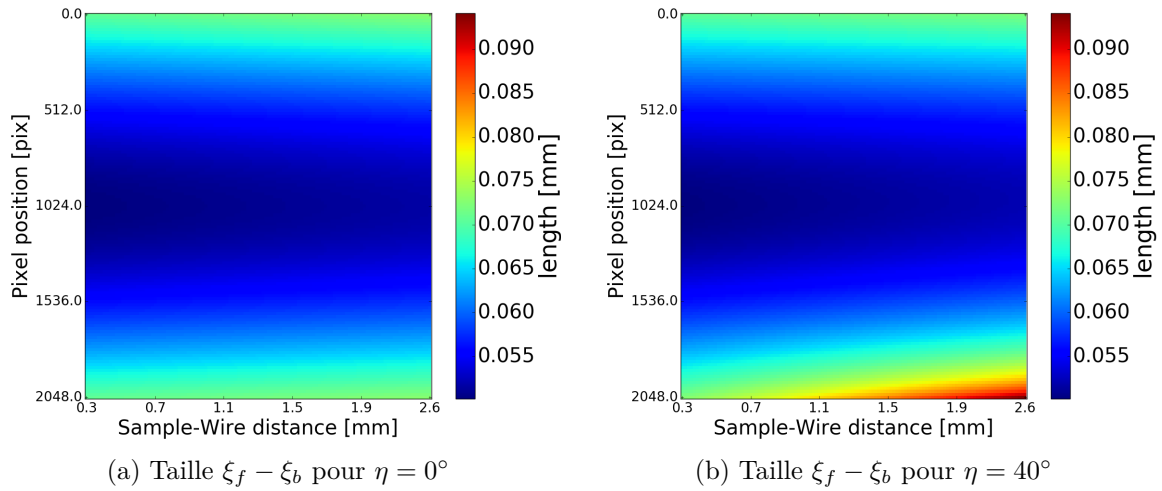 0.0
512.0
1024.0
1536.0
2048.0
Pixel position [pix]
0.3 0.7 1.1 1.5 1.9 2.6
Sample-Wire distance [mm]
0.090
0.085
0.080
0.075
0.070
0.065
0.060
0.055
length [mm]
(a) Taille ξf − ξb pour η = 0°
0.0
512.0
1024.0
1536.0
2048.0
Pixel position [pix]
0.3 0.7 1.1 1.5 1.9 2.6
Sample-Wire distance [mm]
0.090
0.085
0.080
0.075
0.070
0.065
0.060
0.055
length [mm]
(b) Taille ξf − ξb pour η = 40°